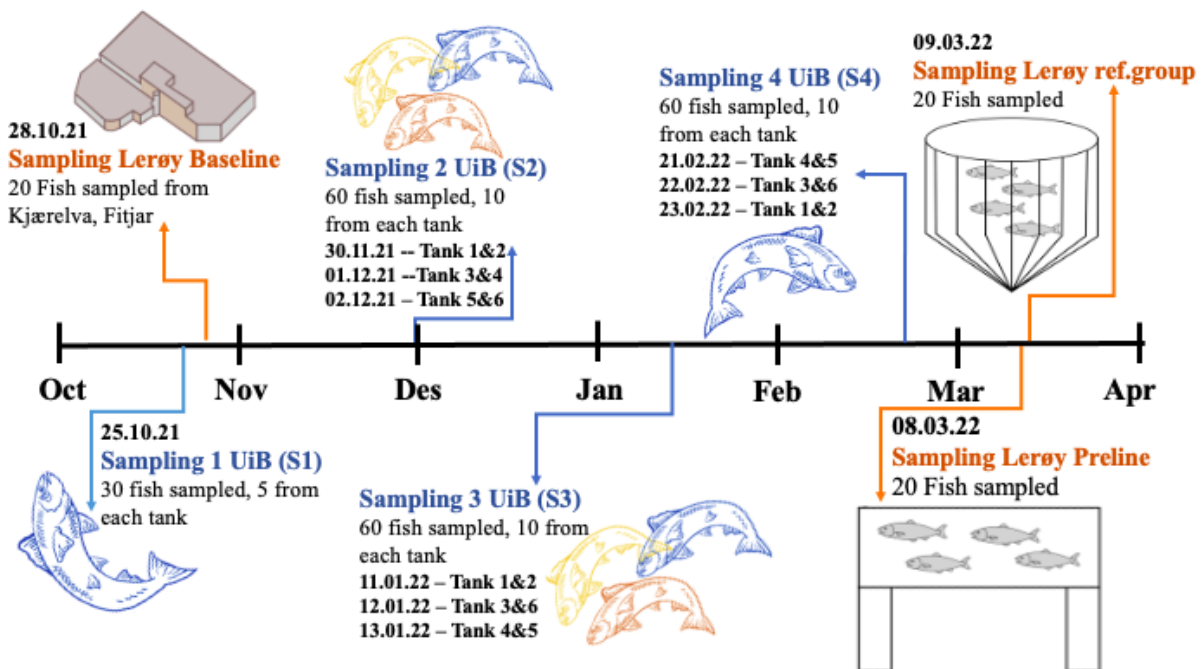 28.10.21
Sampling Lerøy Baseline
20 Fish sampled from
Kjærelva, Fitjar
Sampling 2 UiB (S2)
60 fish sampled, 10
from each tank
30.11.21 -- Tank 1&2
01.12.21 --Tank 3&4
02.12.21 – Tank 5&6
Sampling 4 UiB (S4)
60 fish sampled, 10
from each tank
21.02.22 – Tank 4&5
22.02.22 – Tank 3&6
23.02.22 – Tank 1&2
09.03.22
Sampling Lerøy ref.group
20 Fish sampled
Oct
Nov
Des
Jan
Feb
Mar
Apr
25.10.21
Sampling 1 UiB (S1)
30 fish sampled, 5 from
each tank
Sampling 3 UiB (S3)
60 fish sampled, 10 from
each tank
11.01.22 – Tank 1&2
12.01.22 – Tank 3&6
13.01.22 – Tank 4&5
08.03.22
Sampling Lerøy Preline
20 Fish sampled